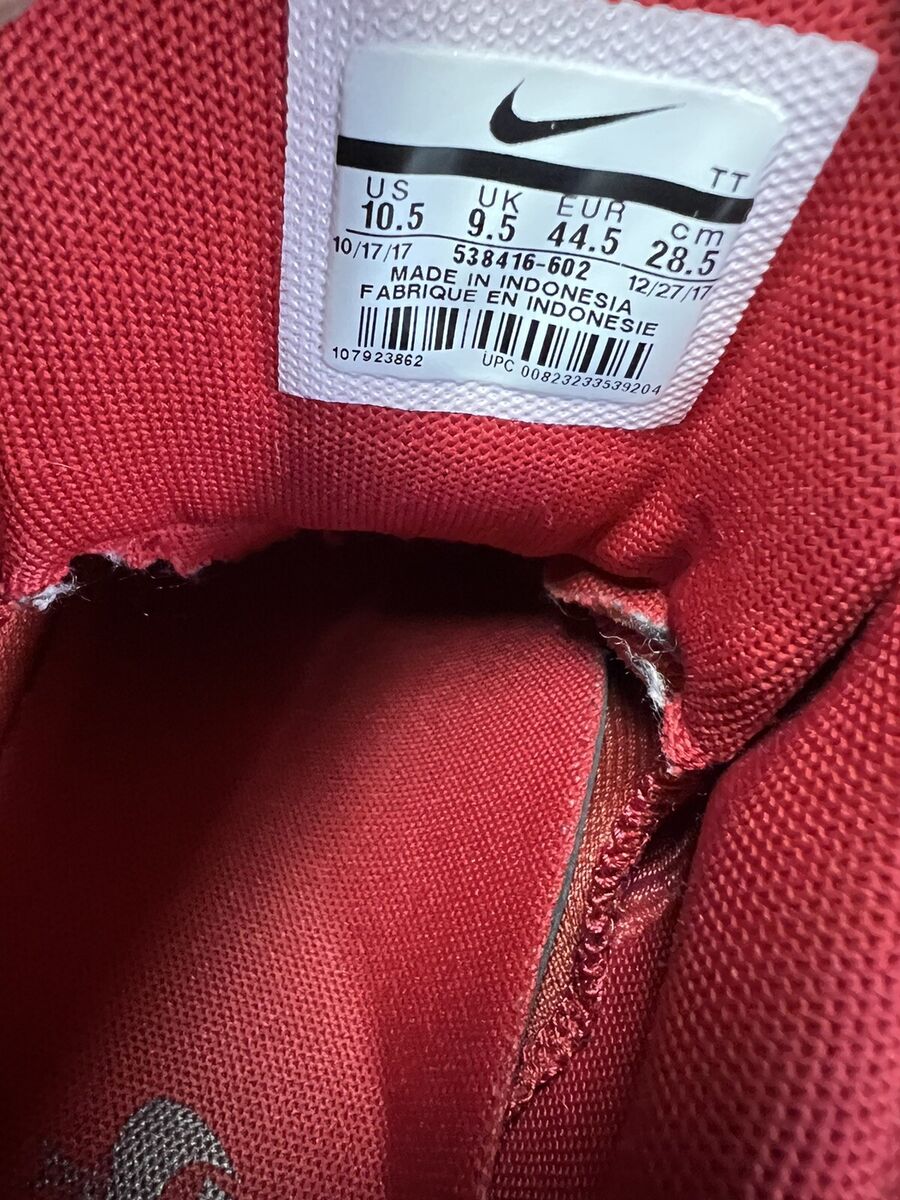 TT
US UK EUR cm
10.5 9.5 44.5 28.5
10/17/17 538416-602 12/27/17
MADE IN INDONESIA
FABRIQUE EN INDONESIE
107923862 UPC 00823233539204